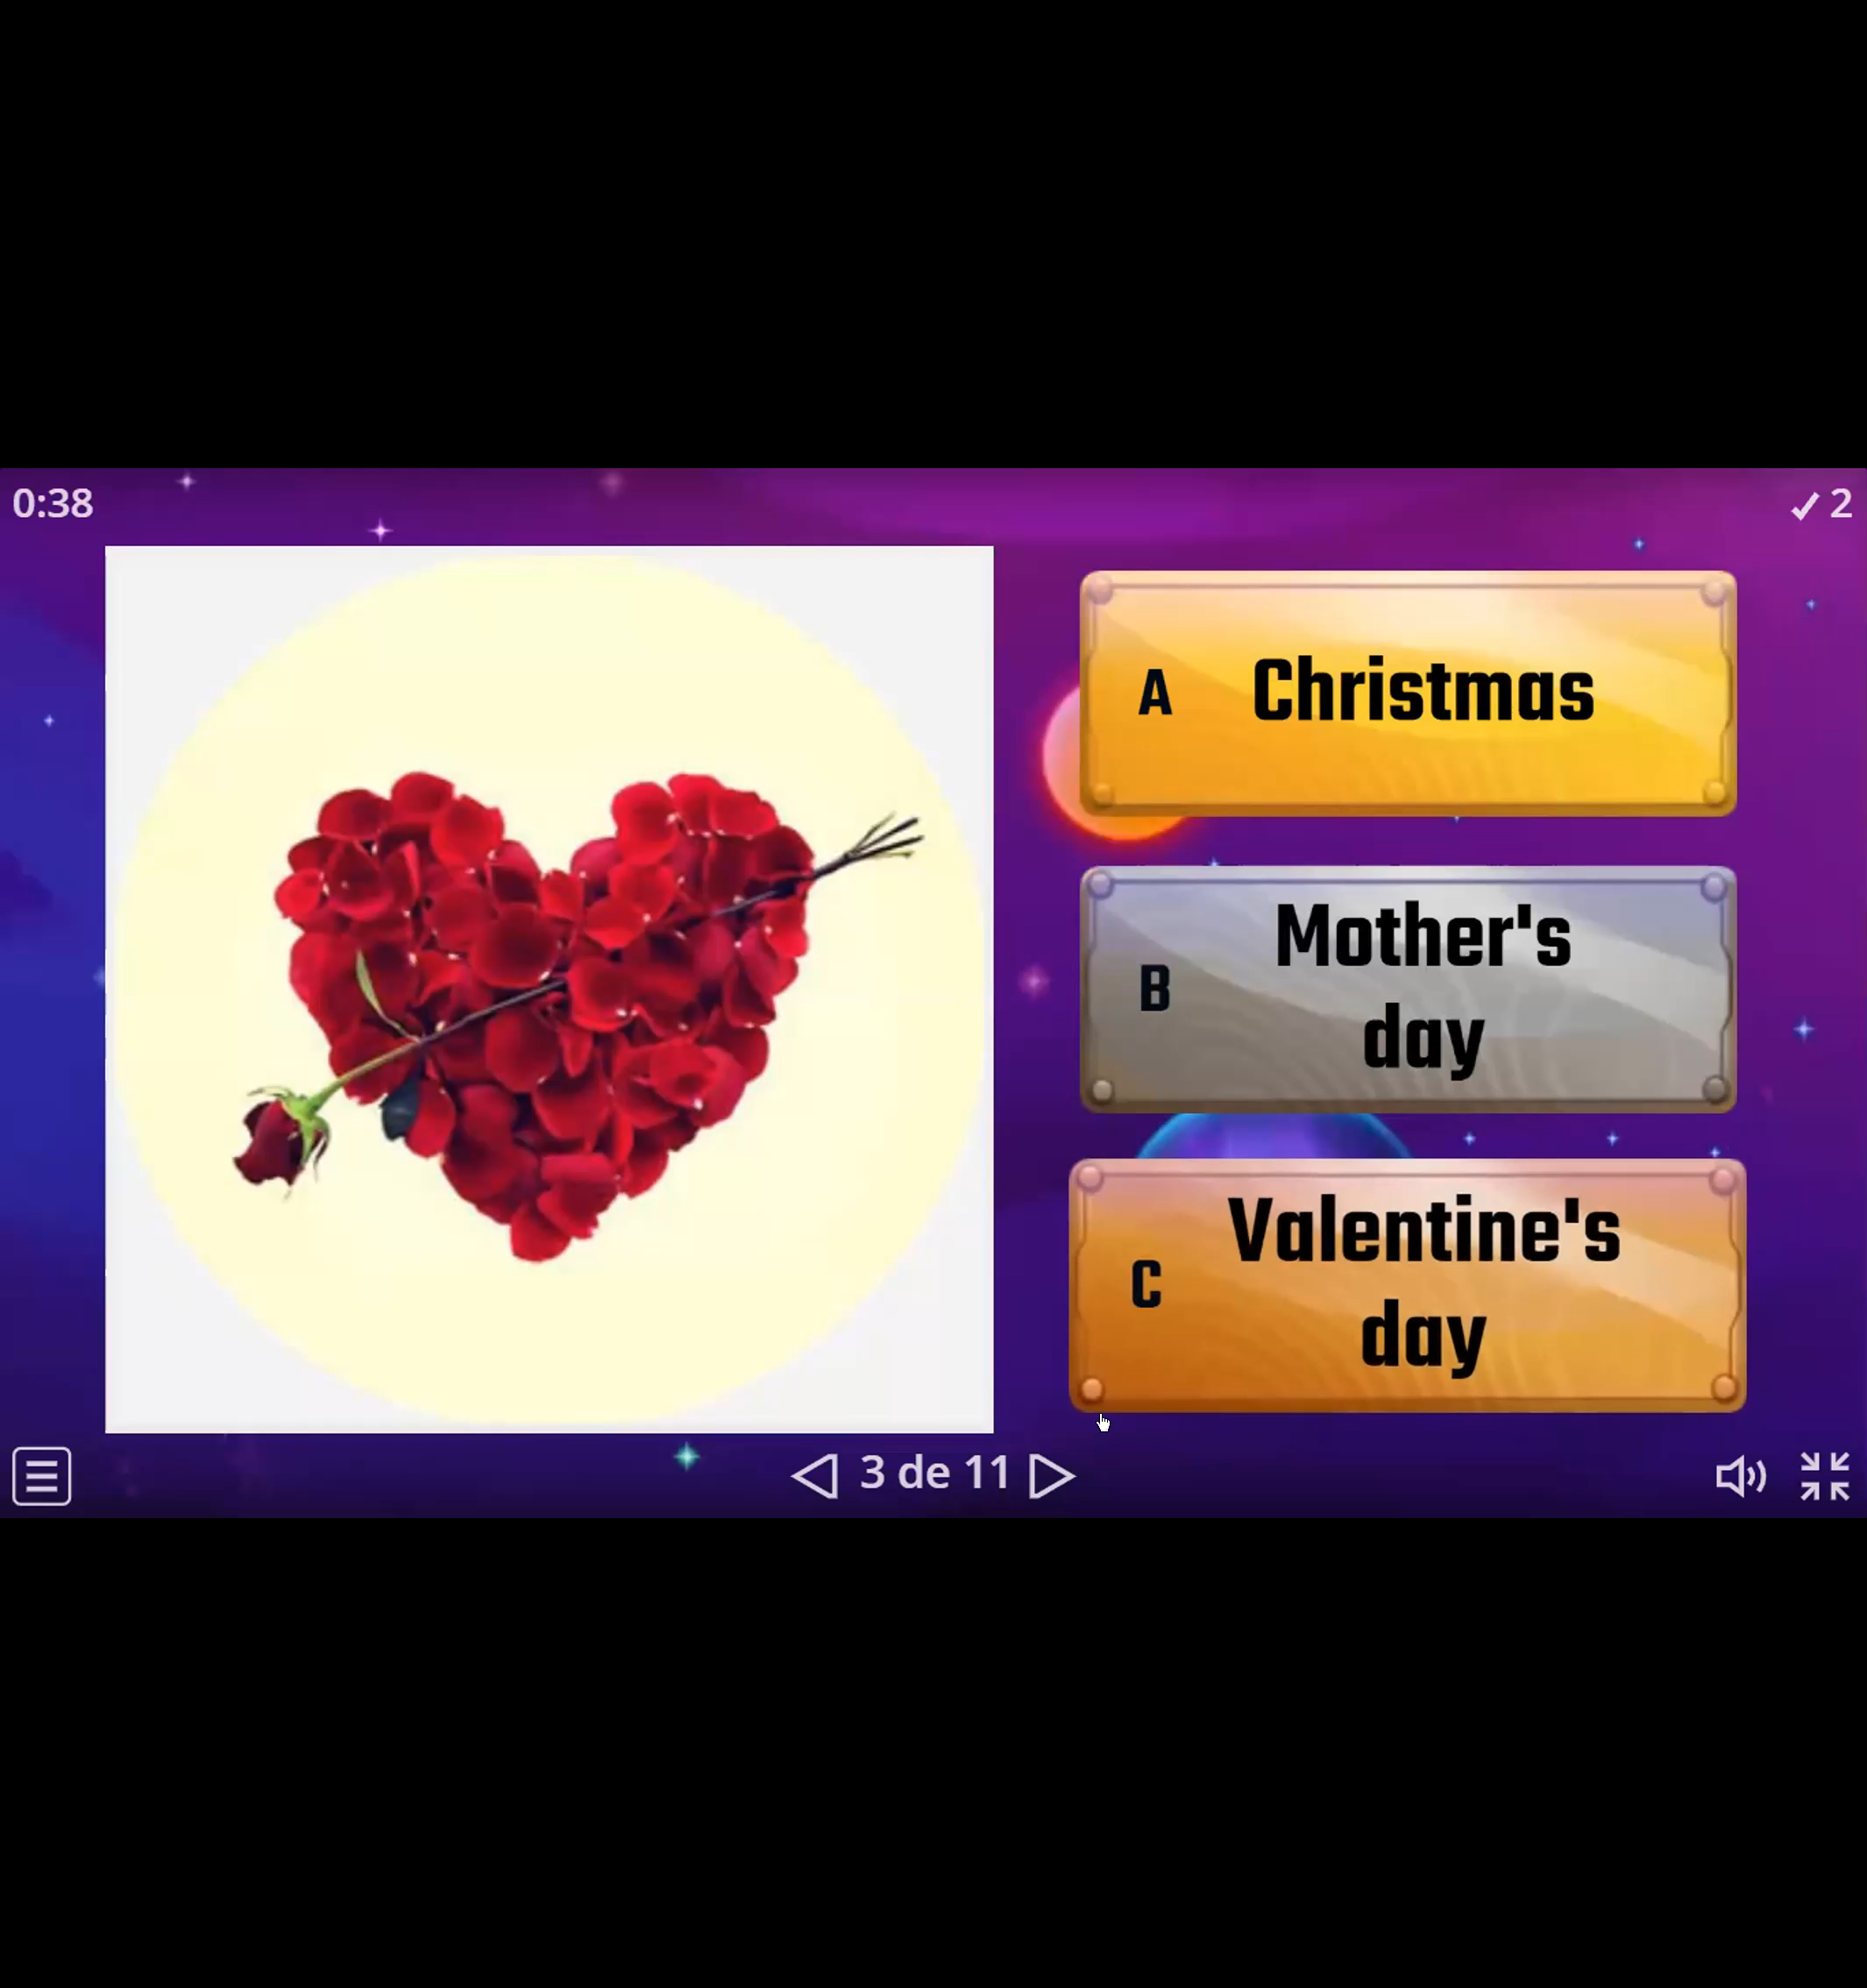 0:38
2
A Christmas
B Mother's
day
C Valentine's
day
3 de 11